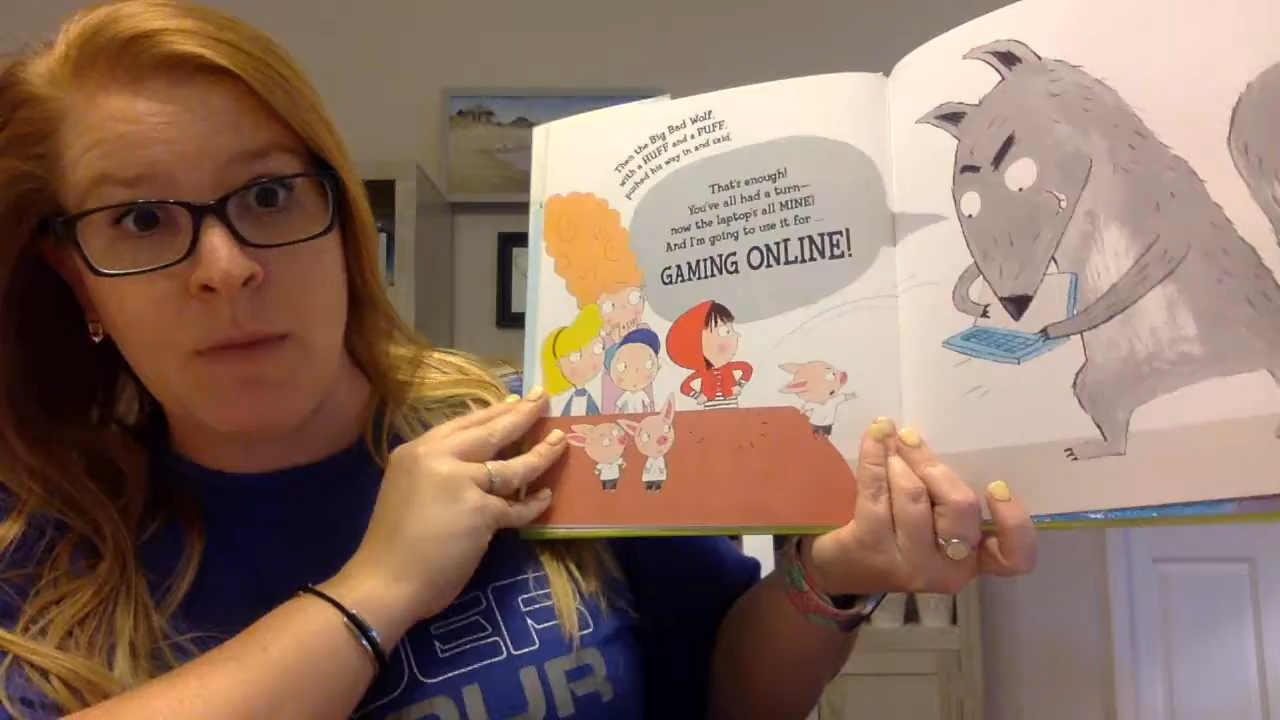 Then the Big Bad Wolf,
with a HUFF and a PUFF,
pushed his way in and said,
That's enough!
You've all had a turn—
now the laptop's all MINE!
And I'm going to use it for ...
GAMING ONLINE!